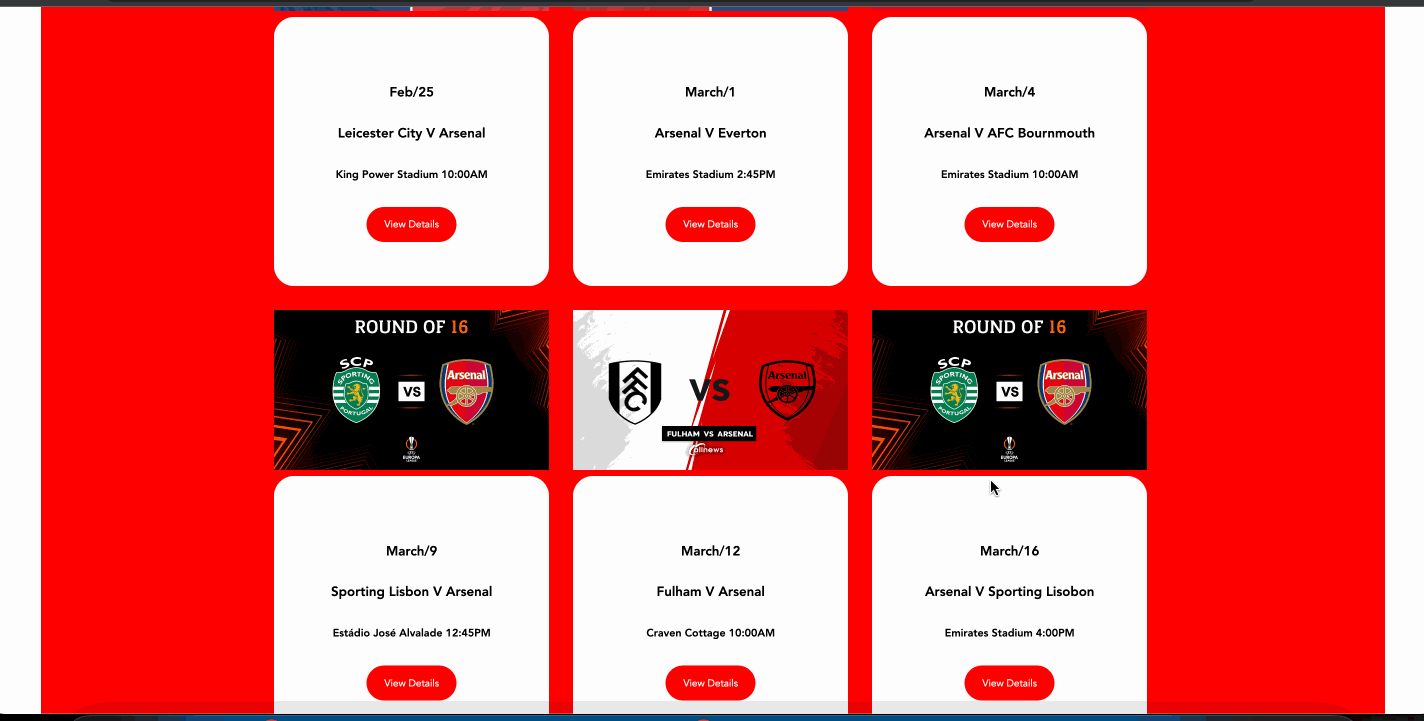 Feb/25
Leicester City V Arsenal
King Power Stadium 10:00AM
View Details
March/1
Arsenal V Everton
Emirates Stadium 2:45PM
View Details
March/4
Arsenal V AFC Bournmouth
Emirates Stadium 10:00AM
View Details
ROUND OF 16
SCP
SPORTING
PORTUGAL
VS
Arsenal
EUROPA
LEAGUE
FFC
VS
Arsenal
FULHAM VS ARSENAL
allnews
ROUND OF 16
SCP
SPORTING
PORTUGAL
VS
Arsenal
EUROPA
LEAGUE
March/9
Sporting Lisbon V Arsenal
Estádio José Alvalade 12:45PM
View Details
March/12
Fulham V Arsenal
Craven Cottage 10:00AM
View Details
March/16
Arsenal V Sporting Lisobon
Emirates Stadium 4:00PM
View Details